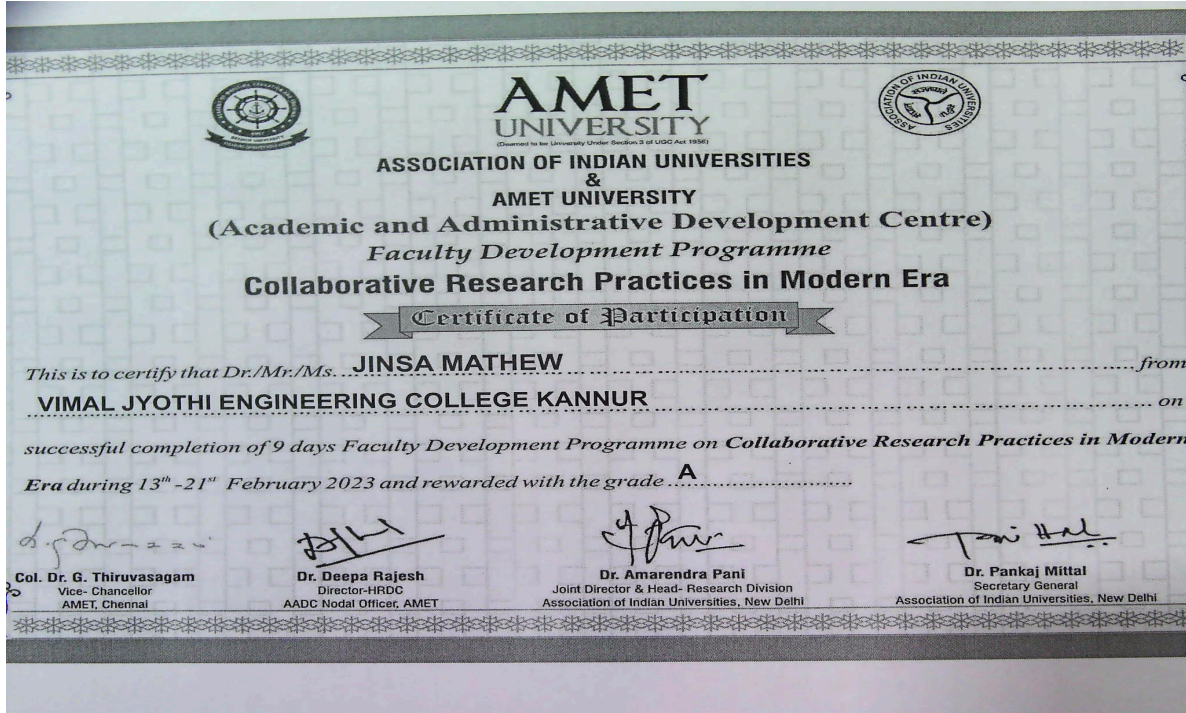 AMET
UNIVERSITY
(Deemed to be University Under Section 3 of UGC Act 1956)
ASSOCIATION OF INDIAN UNIVERSITIES
ASSOCIATION OF INDIAN UNIVERSITIES
&
AMET UNIVERSITY
(Academic and Administrative Development Centre)
Faculty Development Programme
Collaborative Research Practices in Modern Era
Certificate of Participation
This is to certify that Dr./Mr./Ms. JINSA MATHEW from
VIMAL JYOTHI ENGINEERING COLLEGE KANNUR on
successful completion of 9 days Faculty Development Programme on Collaborative Research Practices in Modern
Era during 13th -21st February 2023 and rewarded with the grade A
Col. Dr. G. Thiruvasagam
Vice- Chancellor
AMET, Chennai
Dr. Deepa Rajesh
Director-HRDC
AADC Nodal Officer, AMET
Dr. Amarendra Pani
Joint Director & Head- Research Division
Association of Indian Universities, New Delhi
Dr. Pankaj Mittal
Secretary General
Association of Indian Universities, New Delhi